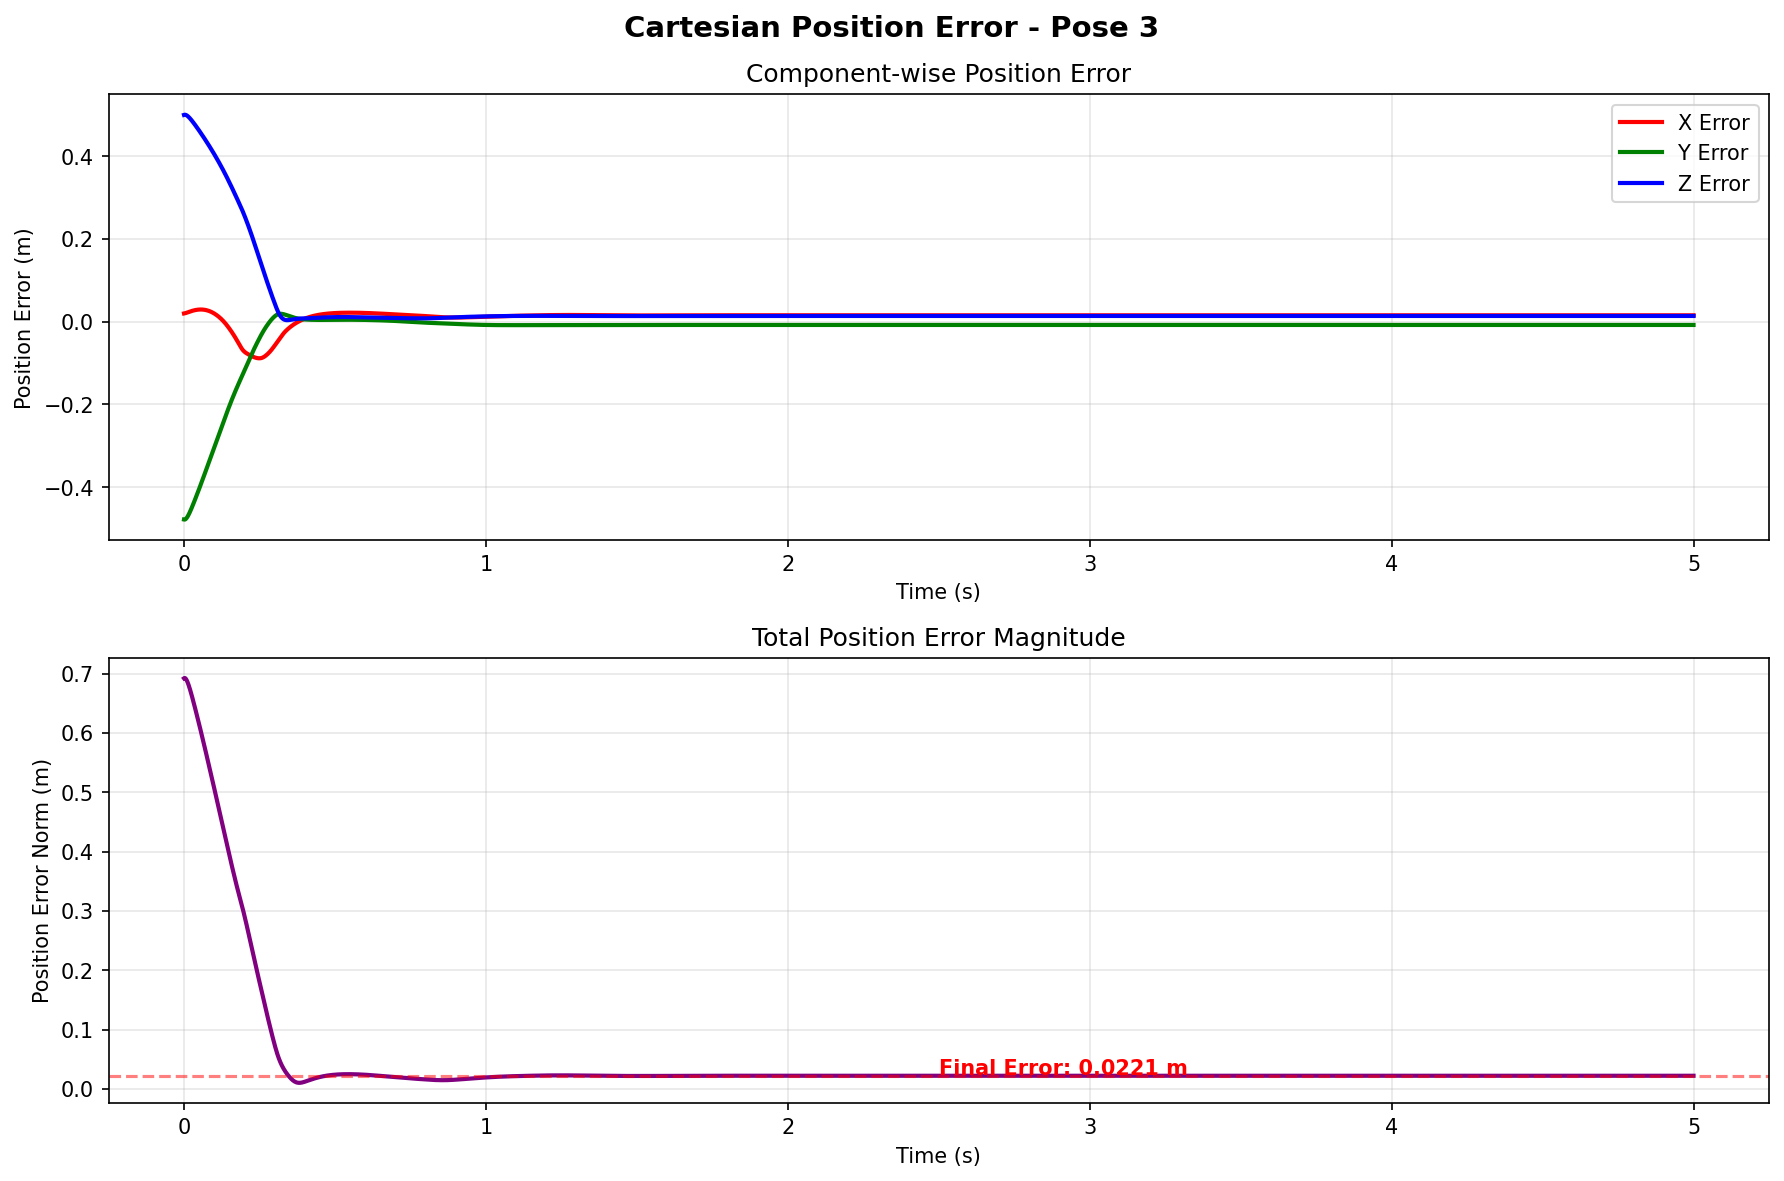 Cartesian Position Error - Pose 3
Component-wise Position Error
Position Error (m)
0.4
0.2
0.0
−0.2
−0.4
X Error
Y Error
Z Error
0 1 2 3 4 5
Time (s)
Total Position Error Magnitude
Position Error Norm (m)
0.7
0.6
0.5
0.4
0.3
0.2
0.1
0.0
Final Error: 0.0221 m
0 1 2 3 4 5
Time (s)